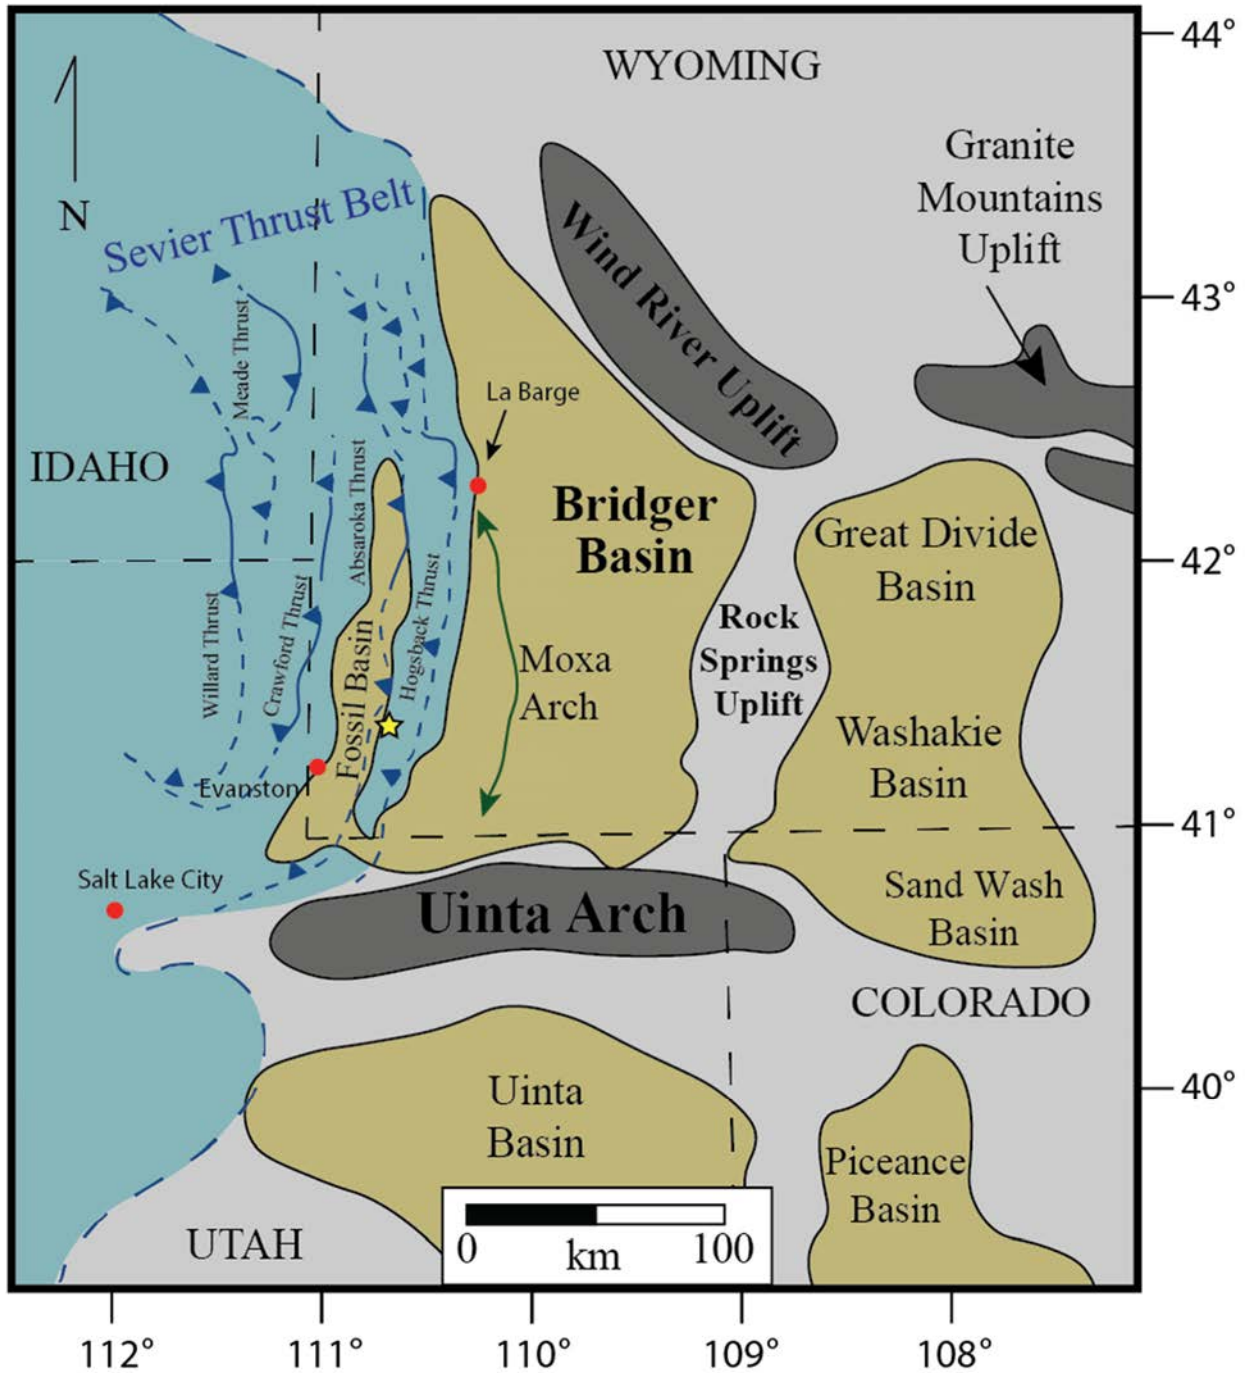 WYOMING
44°
Granite
Mountains
Uplift
N
Sevier Thrust Belt
Wind River Uplift
43°
Meade Thrust
La Barge
IDAHO
Absaroka Thrust
Bridger
Basin
Great Divide
Basin
42°
Willard Thrust
Crawford Thrust
Fossil Basin
Hogsback Thrust
Moxa
Arch
Rock
Springs
Uplift
Washakie
Basin
Evanston
41°
Salt Lake City
Uinta Arch
Sand Wash
Basin
COLORADO
40°
Uinta
Basin
Piceance
Basin
UTAH
0 km 100
112° 111° 110° 109° 108°